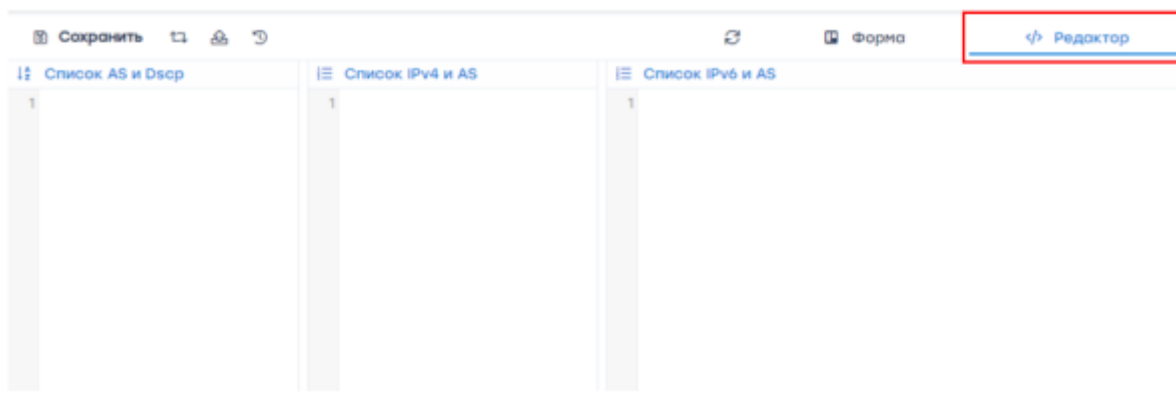 Сохранить Форма </> Редактор
Список AS и Dscp Список IPv4 и AS Список IPv6 и AS
1 1 1